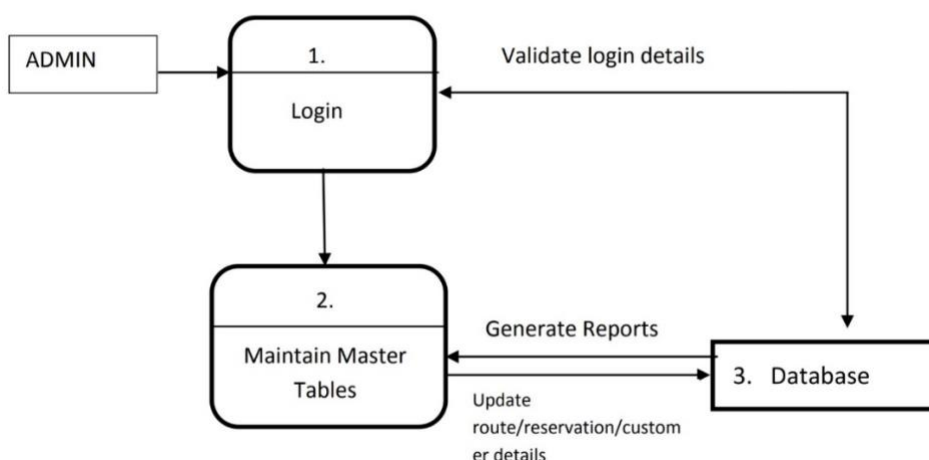 ADMIN
1.
Login
Validate login details
2.
Maintain Master
Tables
Generate Reports
Update
route/reservation/custom
er details
3. Database